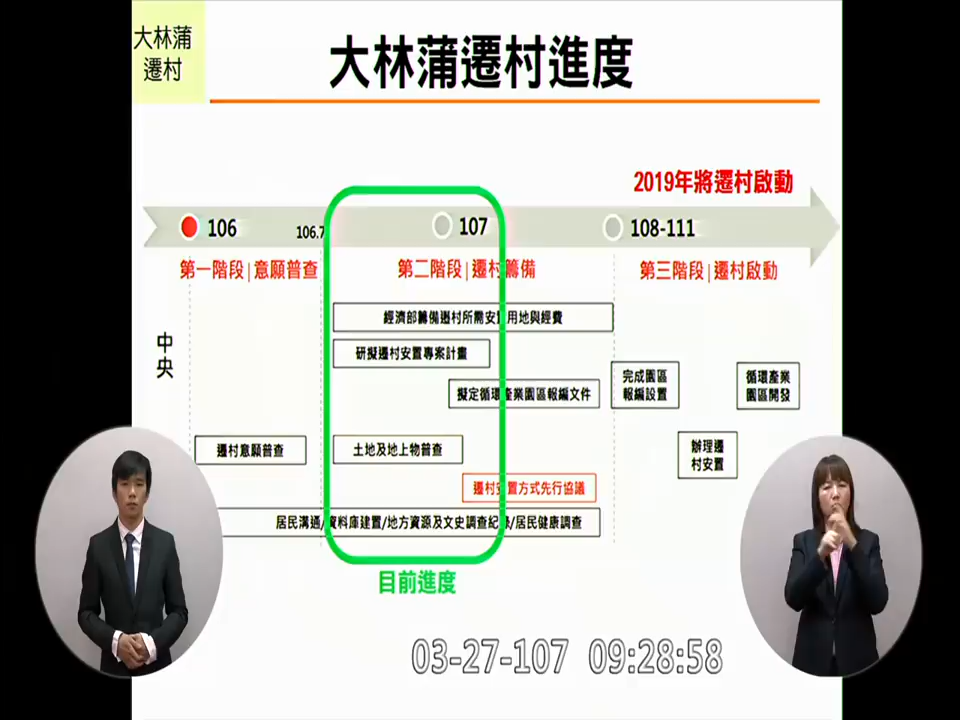 大林蒲
遷村
大林蒲遷村進度
2019年將遷村啟動
106
106.7
107
108-111
第一階段|意願普查
第二階段|遷村籌備
第三階段|遷村啟動
中央
經濟部籌備遷村所需安置用地與經費
研擬遷村安置專案計畫
擬定循環產業園區報編文件
完成園區
報編設置
循環產業
園區開發
遷村意願普查
土地及地上物普查
辦理遷
村安置
遷村安置方式先行協議
居民溝通/資料庫建置/地方資源及文史調查紀錄/居民健康調查
目前進度
03-27-107 09:28:58